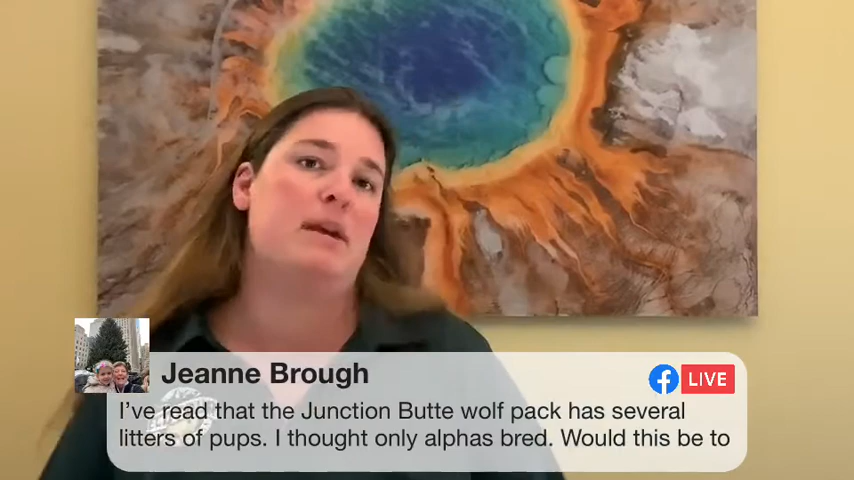 Jeanne Brough
LIVE
I've read that the Junction Butte wolf pack has several
litters of pups. I thought only alphas bred. Would this be to